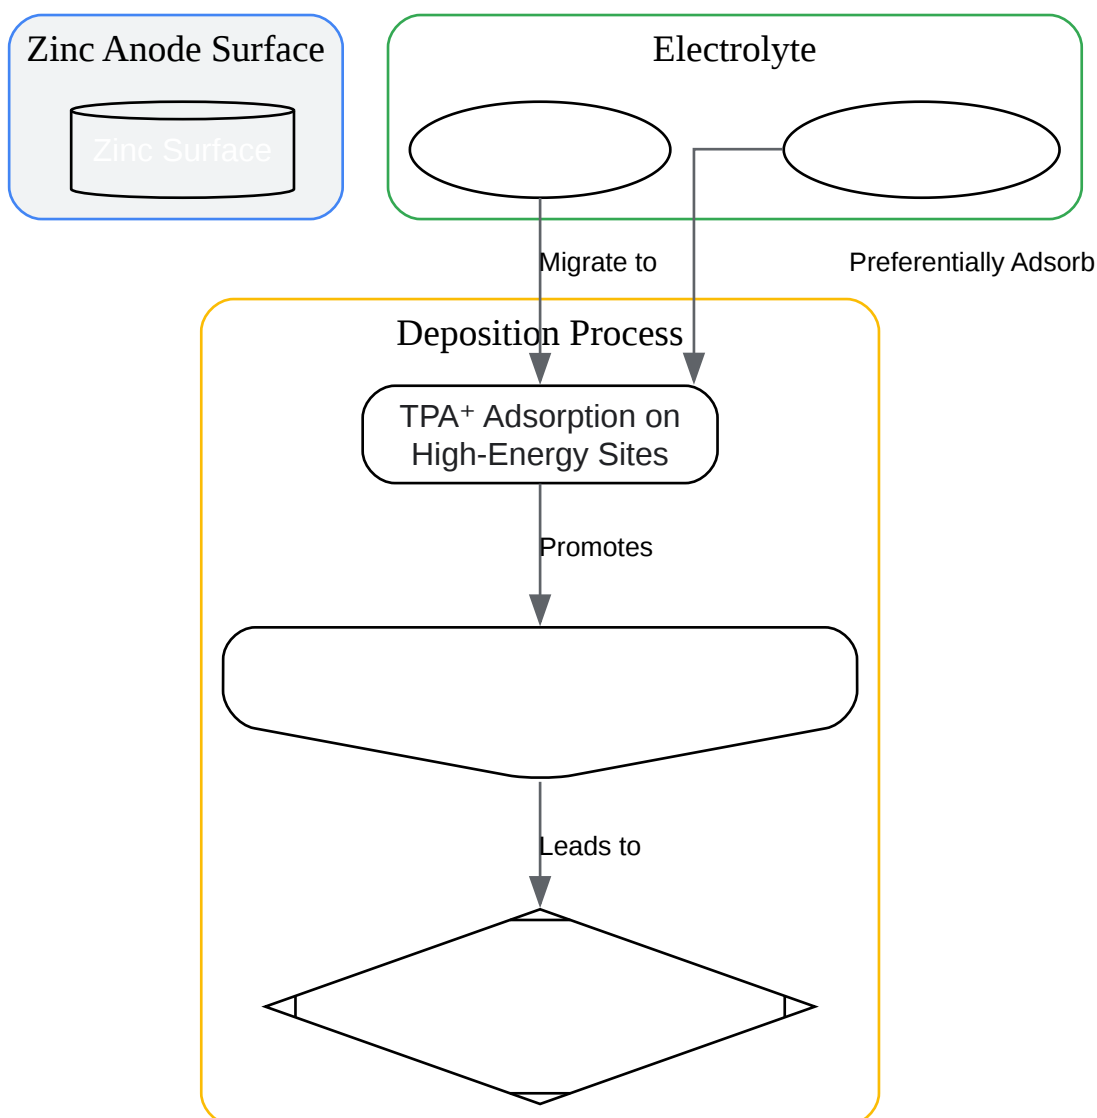 Zinc Anode Surface
Electrolyte
Zinc Surface
Migrate to
Preferentially Adsorb
Deposition Process
TPA⁺ Adsorption on
High-Energy Sites
Promotes
Leads to